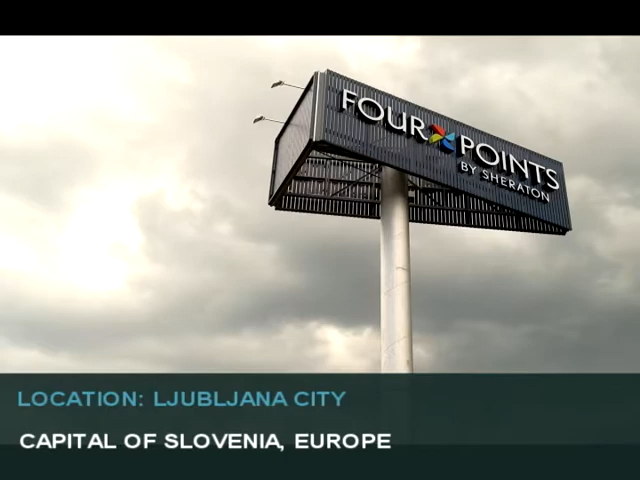 FOUR POINTS
BY SHERATON
LOCATION: LJUBLJANA CITY
CAPITAL OF SLOVENIA, EUROPE